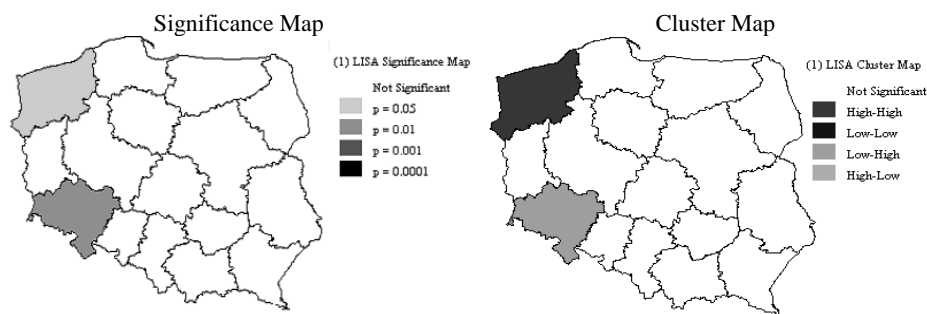 Significance Map
Cluster Map
(1) LISA Significance Map
Not Significant
p = 0.05
p = 0.01
p = 0.001
p = 0.0001
(1) LISA Cluster Map
Not Significant
High-High
Low-Low
Low-High
High-Low